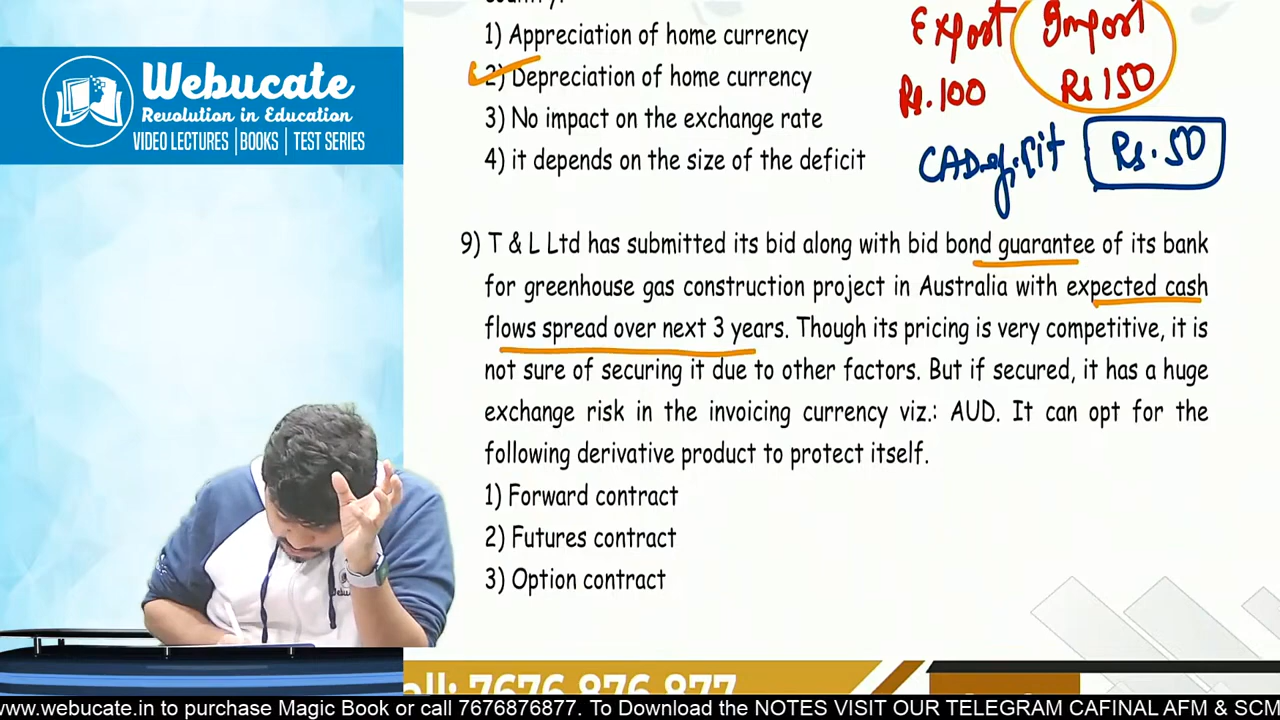 country?
1) Appreciation of home currency
2) Depreciation of home currency
3) No impact on the exchange rate
4) it depends on the size of the deficit
Export Import
Rs.100 Rs 150
CADeficit Rs.50
Webucate
Revolution in Education
VIDEO LECTURES | BOOKS | TEST SERIES
9) T & L Ltd has submitted its bid along with bid bond guarantee of its bank
for greenhouse gas construction project in Australia with expected cash
flows spread over next 3 years. Though its pricing is very competitive, it is
not sure of securing it due to other factors. But if secured, it has a huge
exchange risk in the invoicing currency viz.: AUD. It can opt for the
following derivative product to protect itself.
1) Forward contract
2) Futures contract
3) Option contract
all: 7676 876 877
www.webucate.in to purchase Magic Book or call 7676876877. To Download the NOTES VISIT OUR TELEGRAM CAFINAL AFM & SCM